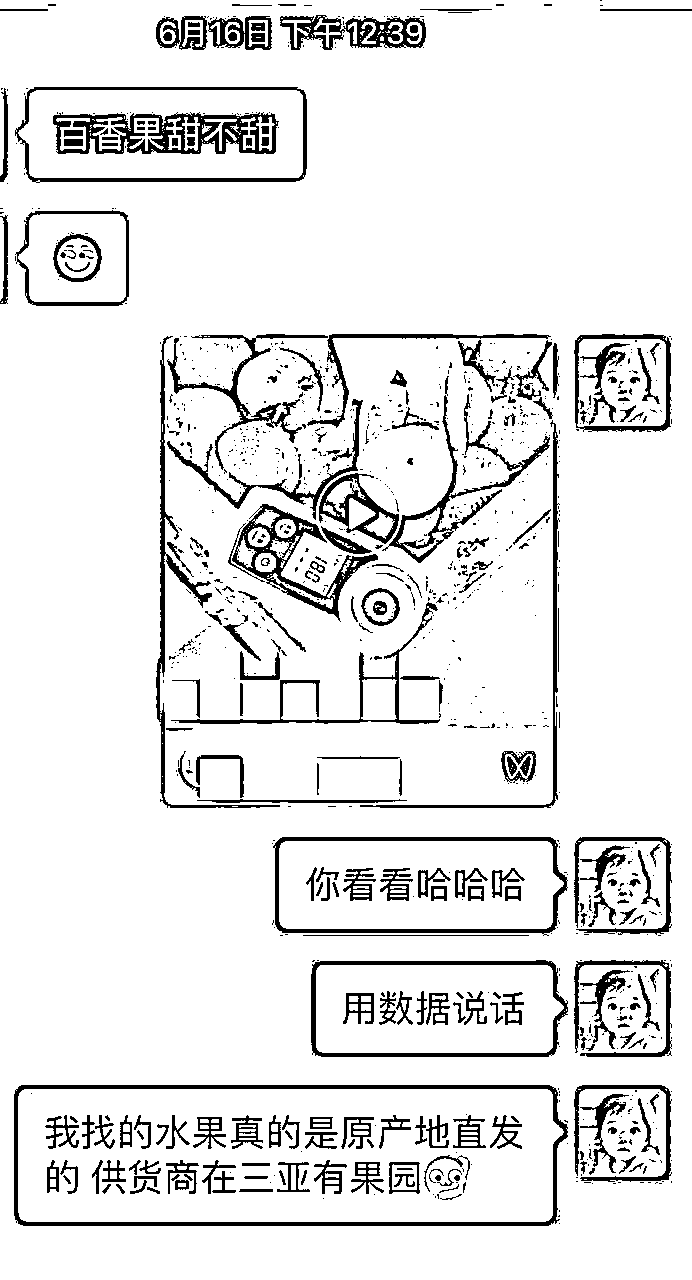 6月16日 下午12:39
百香果甜不甜
你看看哈哈哈
用数据说话
我找的水果真的是原产地直发
的 供货商在三亚有果园